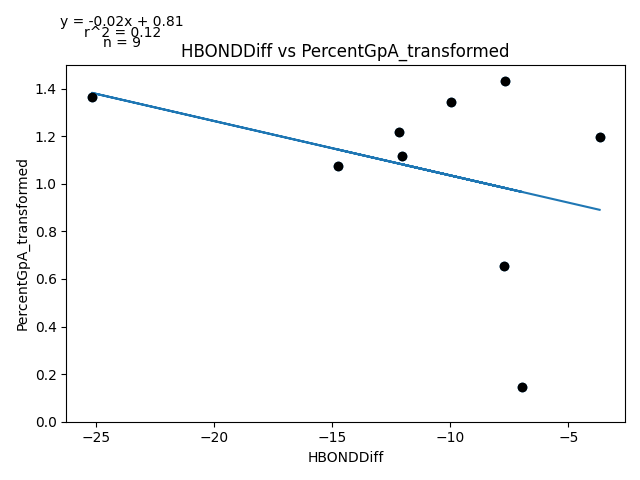 y = -0.02x + 0.81
r^2 = 0.12
n = 9
HBONDDiff vs PercentGpA_transformed
PercentGpA_transformed
1.4
1.2
1.0
0.8
0.6
0.4
0.2
0.0
−25
−20
−15
−10
−5
HBONDDiff